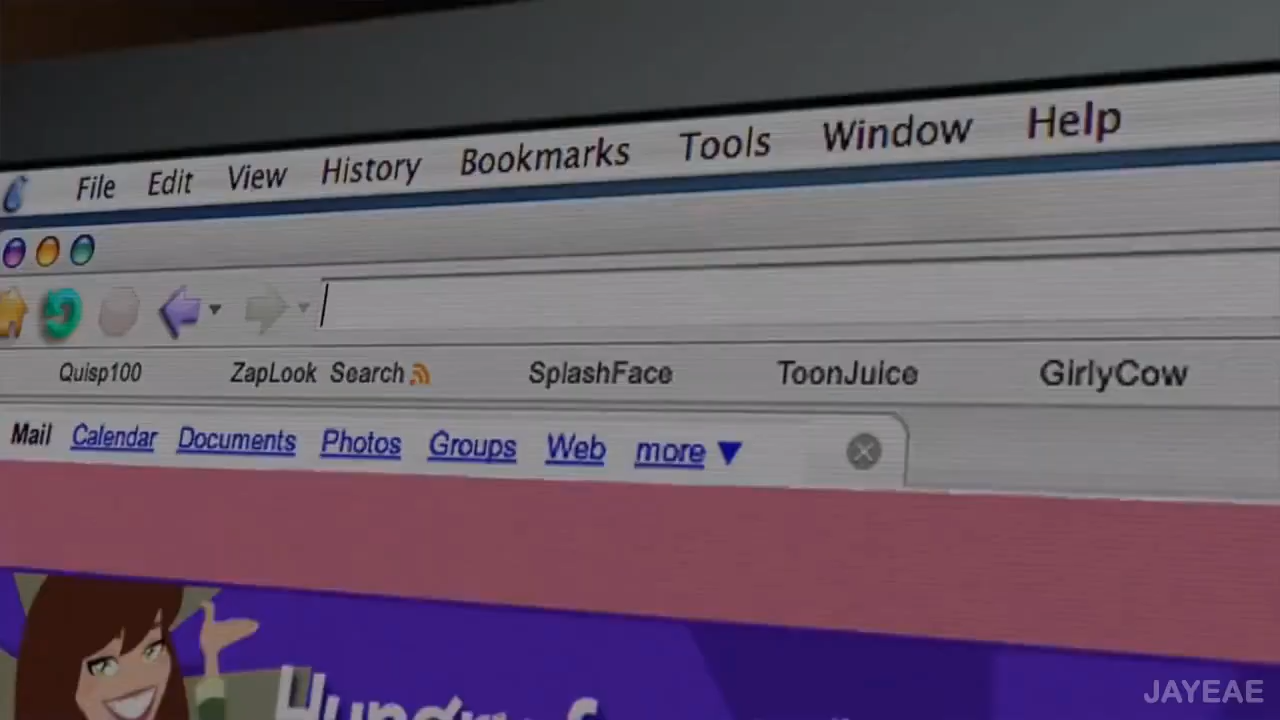 File Edit View History Bookmarks Tools Window Help
Quisp100 ZapLook Search SplashFace ToonJuice GirlyCow
Mail Calendar Documents Photos Groups Web more
JAYEAE